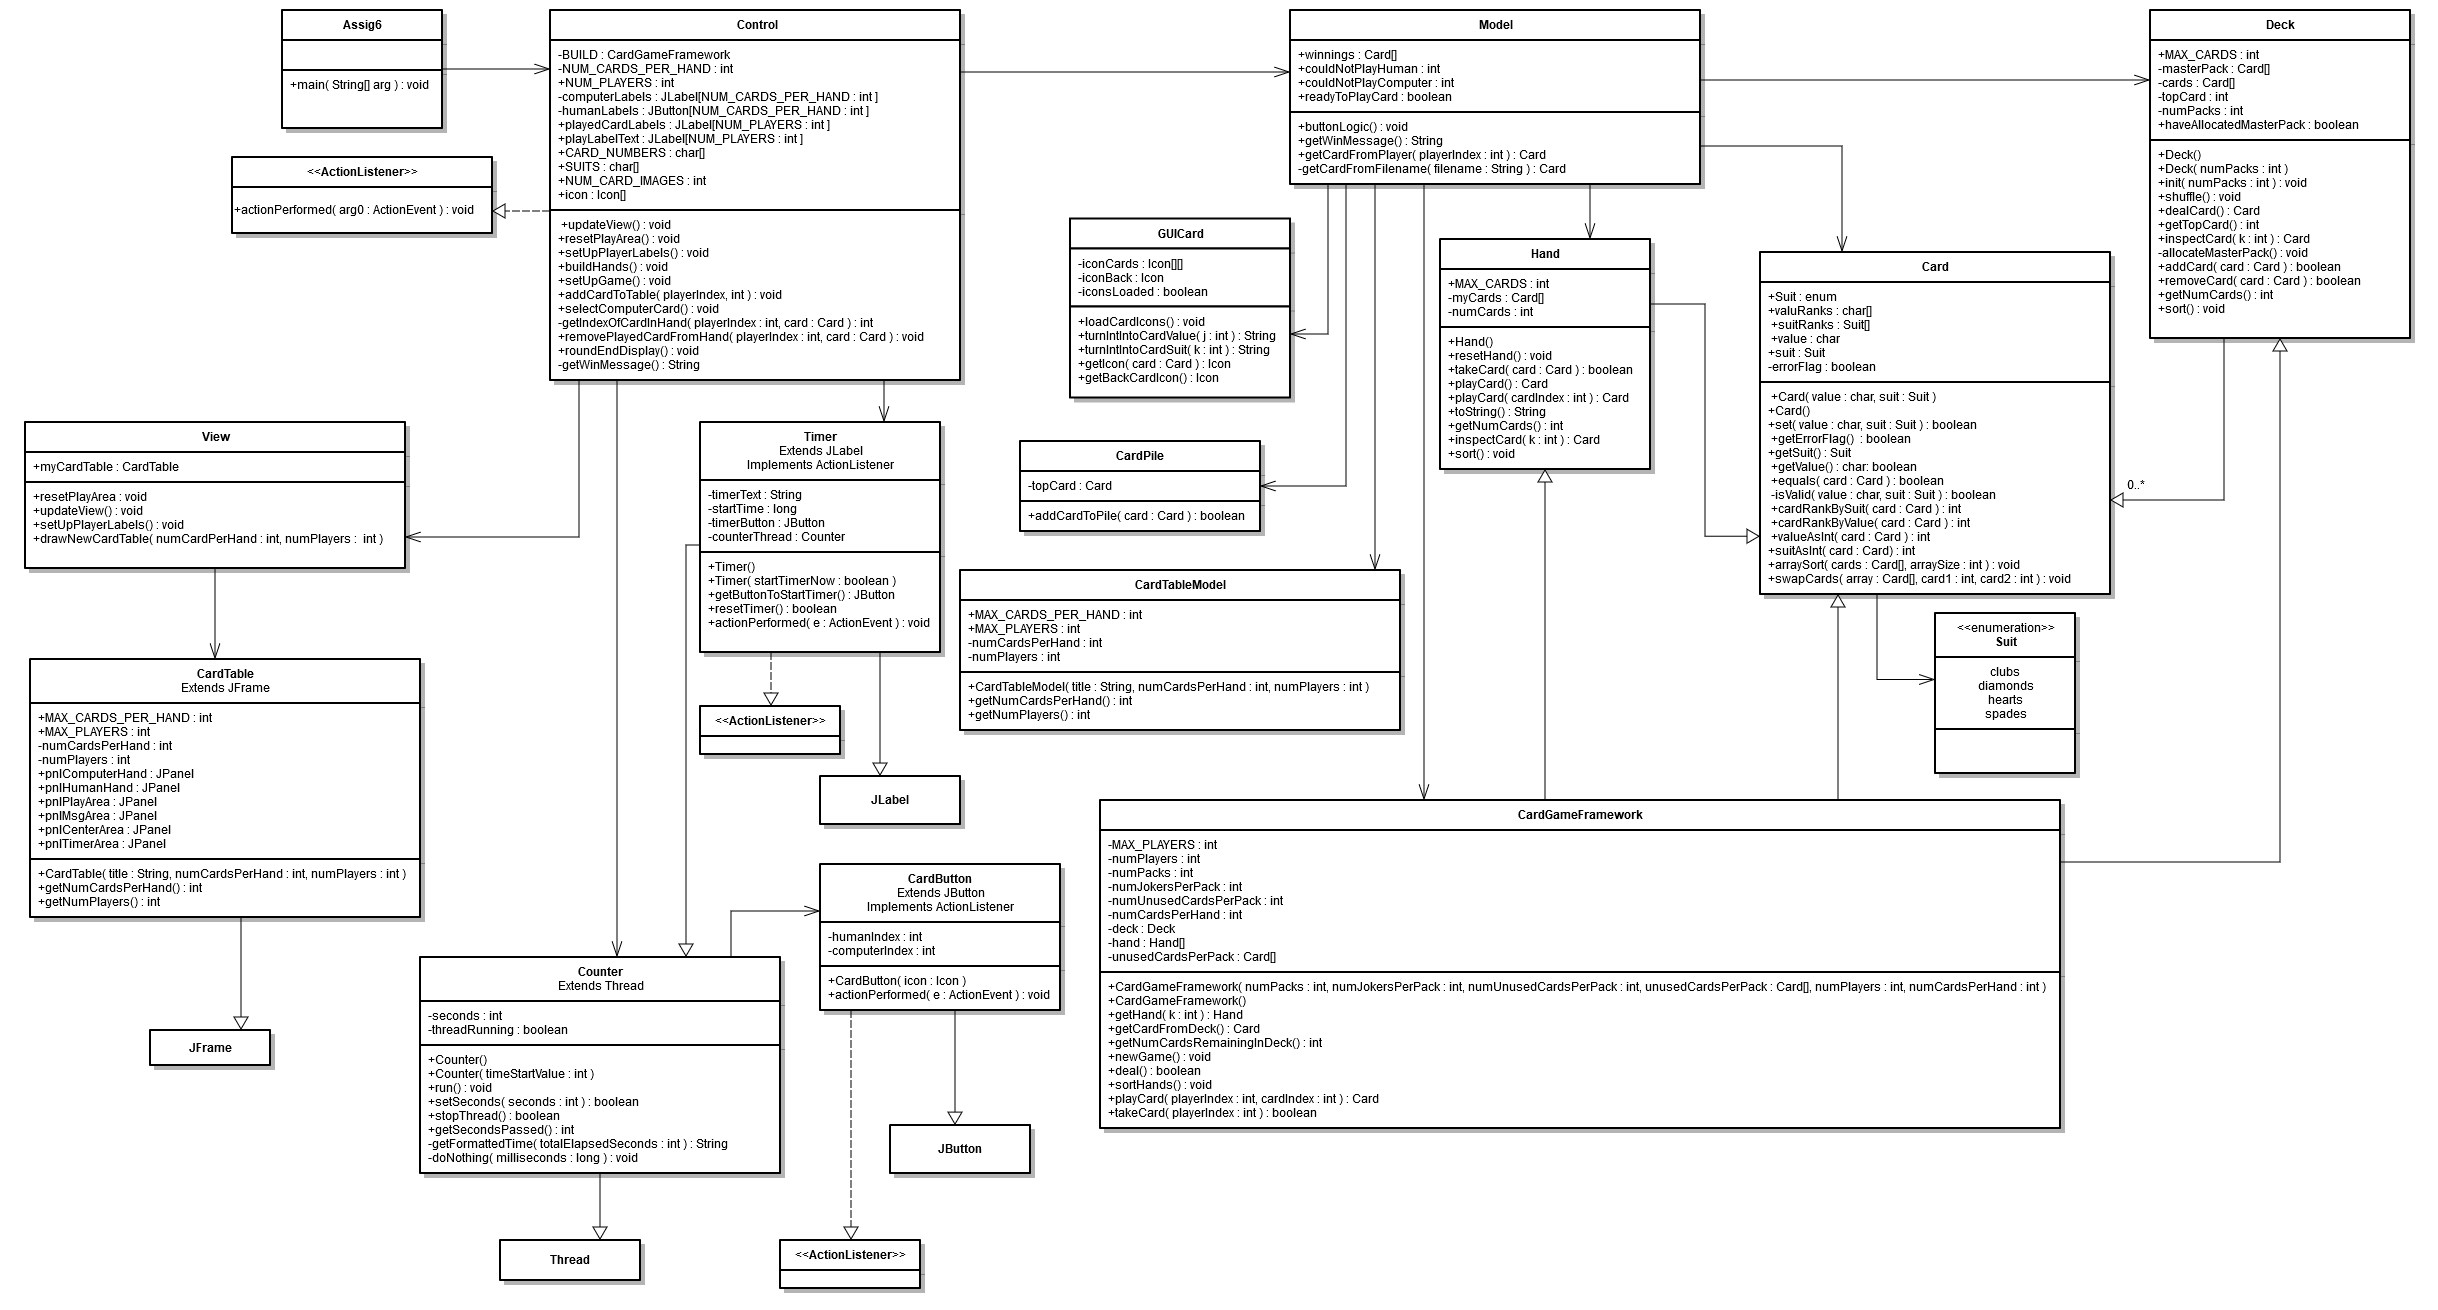 Assig6
+main( String[] arg ) : void
<<ActionListener>>
+actionPerformed( arg0 : ActionEvent ) : void
Control
-BUILD : CardGameFramework
-NUM_CARDS_PER_HAND : int
+NUM_PLAYERS : int
-computerLabels : JLabel[NUM_CARDS_PER_HAND : int ]
-humanLabels : JButton[NUM_CARDS_PER_HAND : int ]
+playedCardLabels : JLabel[NUM_PLAYERS : int ]
+playLabelText : JLabel[NUM_PLAYERS : int ]
+CARD_NUMBERS : char[]
+SUITS : char[]
+NUM_CARD_IMAGES : int
+icon : Icon[]
+updateView() : void
+resetPlayArea() : void
+setUpPlayerLabels() : void
+buildHands() : void
+setUpGame() : void
+addCardToTable( playerIndex, int ) : void
+selectComputerCard() : void
-getIndexOfCardInHand( playerIndex : int, card : Card ) : int
+removePlayedCardFromHand( playerIndex : int, card : Card ) : void
+roundEndDisplay() : void
-getWinMessage() : String
Model
+winnings : Card[]
+couldNotPlayHuman : int
+couldNotPlayComputer : int
+readyToPlayCard : boolean
+buttonLogic() : void
+getWinMessage() : String
+getCardFromPlayer( playerIndex : int ) : Card
-getCardFromFilename( filename : String ) : Card
Deck
+MAX_CARDS : int
-masterPack : Card[]
-cards : Card[]
-topCard : int
-numPacks : int
+haveAllocatedMasterPack : boolean
+Deck()
+Deck( numPacks : int )
+init( numPacks : int ) : void
+shuffle() : void
+dealCard() : Card
+getTopCard() : int
+inspectCard( k : int ) : Card
-allocateMasterPack() : void
+addCard( card : Card ) : boolean
+removeCard( card : Card ) : boolean
+getNumCards() : int
+sort() : void
GUICard
-iconCards : Icon[][]
-iconBack : Icon
-iconsLoaded : boolean
+loadCardIcons() : void
+turnIntIntoCardValue( j : int ) : String
+turnIntIntoCardSuit( k : int ) : String
+getIcon( card : Card ) : Icon
+getBackCardIcon() : Icon
Hand
+MAX_CARDS : int
-myCards : Card[]
-numCards : int
+Hand()
+resetHand() : void
+takeCard( card : Card ) : boolean
+playCard() : Card
+playCard( cardIndex : int ) : Card
+toString() : String
+getNumCards() : int
+inspectCard( k : int ) : Card
+sort() : void
Card
+Suit : enum
+valuRanks : char[]
+suitRanks : Suit[]
+value : char
+suit : Suit
-errorFlag : boolean
+Card( value : char, suit : Suit )
+Card()
+set( value : char, suit : Suit ) : boolean
+getErrorFlag() : boolean
+getSuit() : Suit
+getValue() : char: boolean
+equals( card : Card ) : boolean
-isValid( value : char, suit : Suit ) : boolean
+cardRankBySuit( card : Card ) : int
+cardRankByValue( card : Card ) : int
+valueAsInt( card : Card ) : int
+suitAsInt( card : Card) : int
+arraySort( cards : Card[], arraySize : int ) : void
+swapCards( array : Card[], card1 : int, card2 : int ) : void
0..*
View
+myCardTable : CardTable
+resetPlayArea : void
+updateView() : void
+setUpPlayerLabels() : void
+drawNewCardTable( numCardPerHand : int, numPlayers : int )
Timer
Extends JLabel
Implements ActionListener
-timerText : String
-startTime : long
-timerButton : JButton
-counterThread : Counter
+Timer()
+Timer( startTimerNow : boolean )
+getButtonToStartTimer() : JButton
+resetTimer() : boolean
+actionPerformed( e : ActionEvent ) : void
CardPile
-topCard : Card
+addCardToPile( card : Card ) : boolean
CardTableModel
+MAX_CARDS_PER_HAND : int
+MAX_PLAYERS : int
-numCardsPerHand : int
-numPlayers : int
+CardTableModel( title : String, numCardsPerHand : int, numPlayers : int )
+getNumCardsPerHand() : int
+getNumPlayers() : int
<<enumeration>>
Suit
clubs
diamonds
hearts
spades
CardTable
Extends JFrame
+MAX_CARDS_PER_HAND : int
+MAX_PLAYERS : int
-numCardsPerHand : int
-numPlayers : int
+pnlComputerHand : JPanel
+pnlHumanHand : JPanel
+pnlPlayArea : JPanel
+pnlMsgArea : JPanel
+pnlCenterArea : JPanel
+pnlTimerArea : JPanel
+CardTable( title : String, numCardsPerHand : int, numPlayers : int )
+getNumCardsPerHand() : int
+getNumPlayers() : int
<<ActionListener>>
JLabel
CardGameFramework
-MAX_PLAYERS : int
-numPlayers : int
-numPacks : int
-numJokersPerPack : int
-numUnusedCardsPerPack : int
-numCardsPerHand : int
-deck : Deck
-hand : Hand[]
-unusedCardsPerPack : Card[]
+CardGameFramework( numPacks : int, numJokersPerPack : int, numUnusedCardsPerPack : int, unusedCardsPerPack : Card[], numPlayers : int, numCardsPerHand : int )
+CardGameFramework()
+getHand( k : int ) : Hand
+getCardFromDeck() : Card
+getNumCardsRemainingInDeck() : int
+newGame() : void
+deal() : boolean
+sortHands() : void
+playCard( playerIndex : int, cardIndex : int ) : Card
+takeCard( playerIndex : int ) : boolean
CardButton
Extends JButton
Implements ActionListener
-humanIndex : int
-computerIndex : int
+CardButton( icon : Icon )
+actionPerformed( e : ActionEvent ) : void
Counter
Extends Thread
-seconds : int
-threadRunning : boolean
+Counter()
+Counter( timeStartValue : int )
+run() : void
+setSeconds( seconds : int ) : boolean
+stopThread() : boolean
+getSecondsPassed() : int
-getFormattedTime( totalElapsedSeconds : int ) : String
-doNothing( milliseconds : long ) : void
JFrame
JButton
Thread
<<ActionListener>>